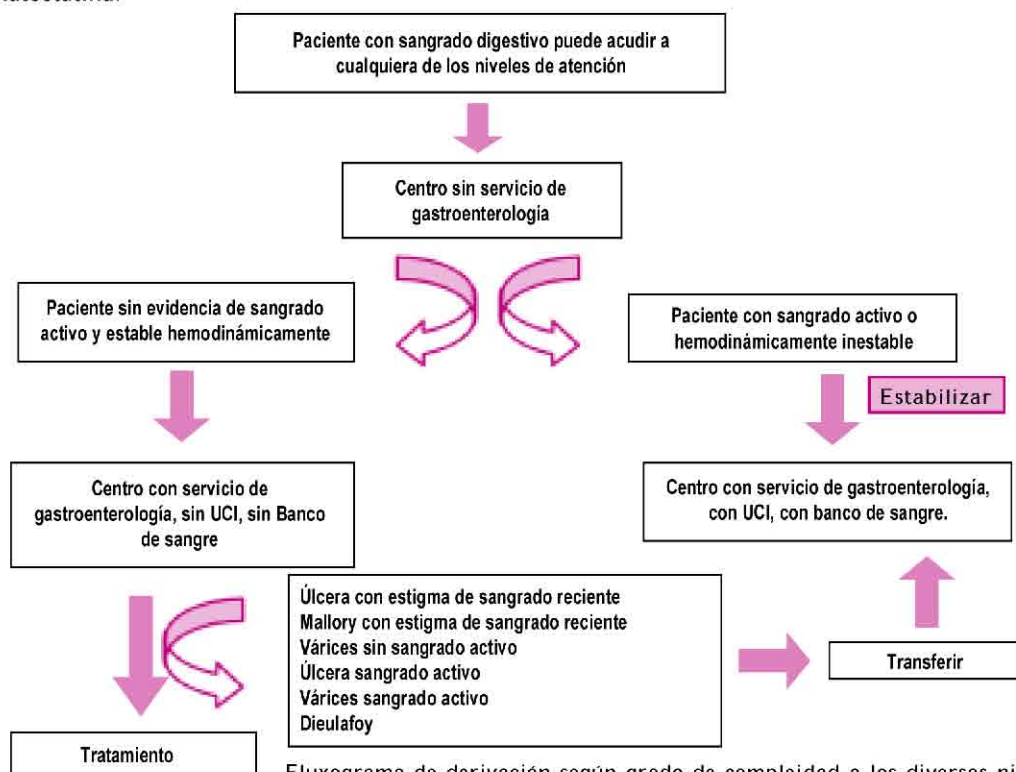 Paciente con sangrado digestivo puede acudir a
cualquiera de los niveles de atención
Centro sin servicio de
gastroenterología
Paciente sin evidencia de sangrado
activo y estable hemodinámicamente
Paciente con sangrado activo o
hemodinámicamente inestable
Estabilizar
Centro con servicio de
gastroenterología, sin UCI, sin Banco
de sangre
Centro con servicio de gastroenterología,
con UCI, con banco de sangre.
Úlcera con estigma de sangrado reciente
Mallory con estigma de sangrado reciente
Várices sin sangrado activo
Úlcera sangrado activo
Várices sangrado activo
Dieulafoy
Transferir
Tratamiento
Fluxograma de derivación según grado de complejidad a los diversos